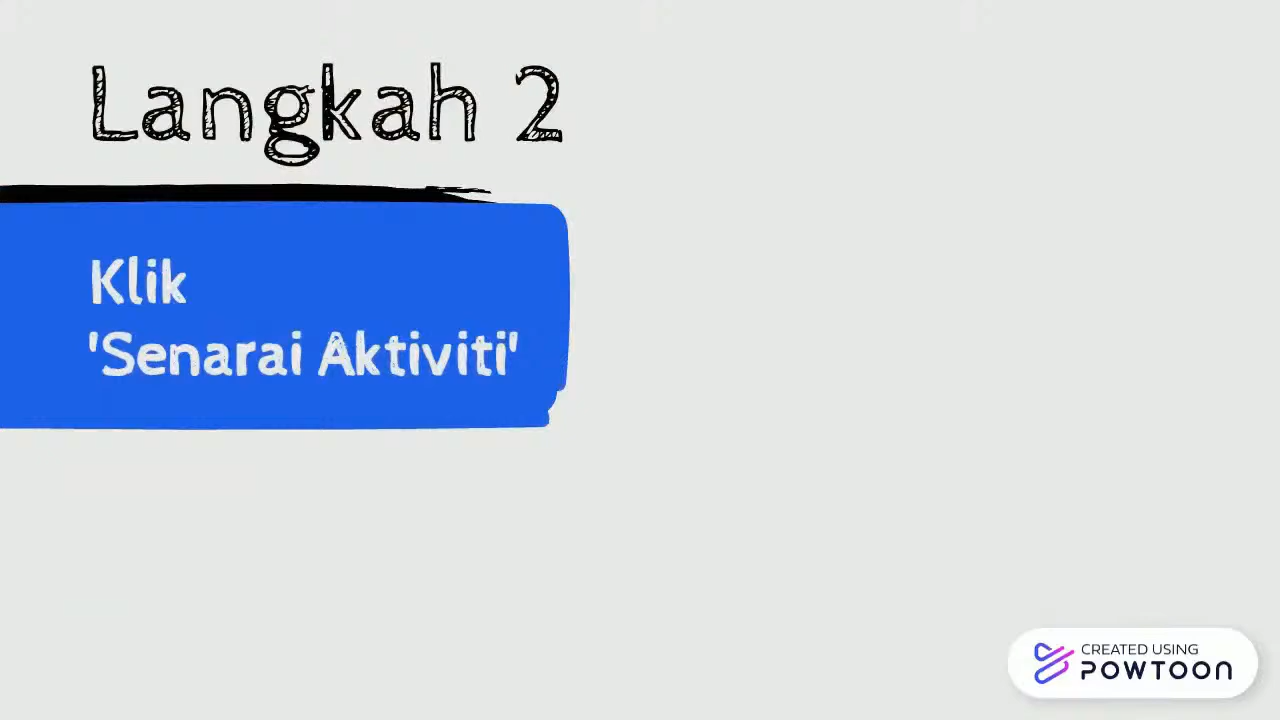 Langkah 2
Klik
'Senarai Aktiviti'
CREATED USING
POWTOON